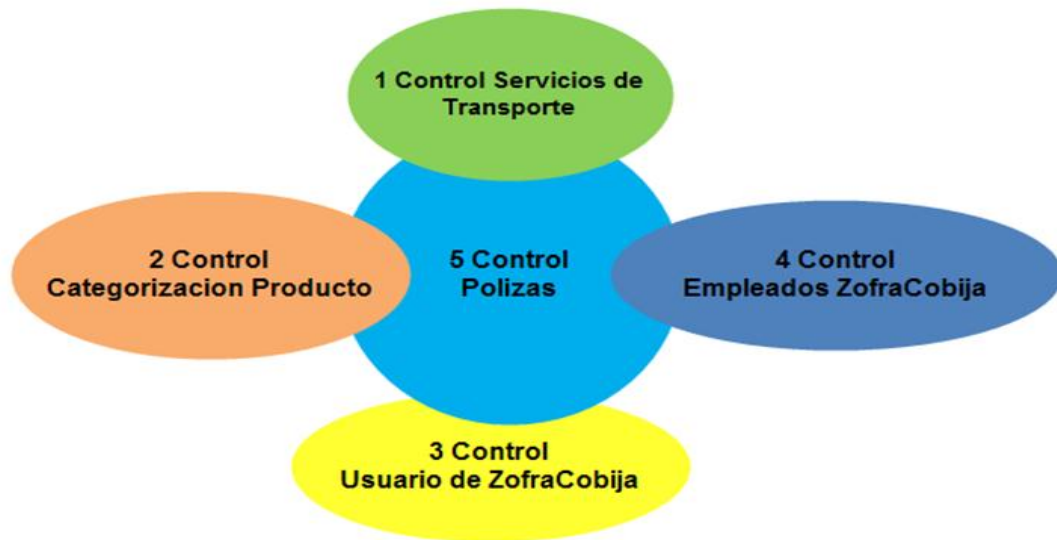 1 Control Servicios de
Transporte
2 Control
Categorizacion Producto
5 Control
Polizas
4 Control
Empleados ZofraCobija
3 Control
Usuario de ZofraCobija